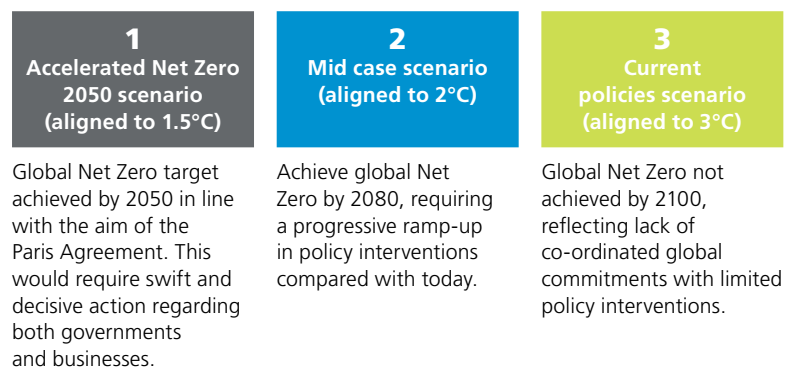 1
Accelerated Net Zero
2050 scenario
(aligned to 1.5°C)
Global Net Zero target
achieved by 2050 in line
with the aim of the
Paris Agreement. This
would require swift and
decisive action regarding
both governments
and businesses.
2
Mid case scenario
(aligned to 2°C)
Achieve global Net
Zero by 2080, requiring
a progressive ramp-up
in policy interventions
compared with today.
3
Current
policies scenario
(aligned to 3°C)
Global Net Zero not
achieved by 2100,
reflecting lack of
co-ordinated global
commitments with limited
policy interventions.